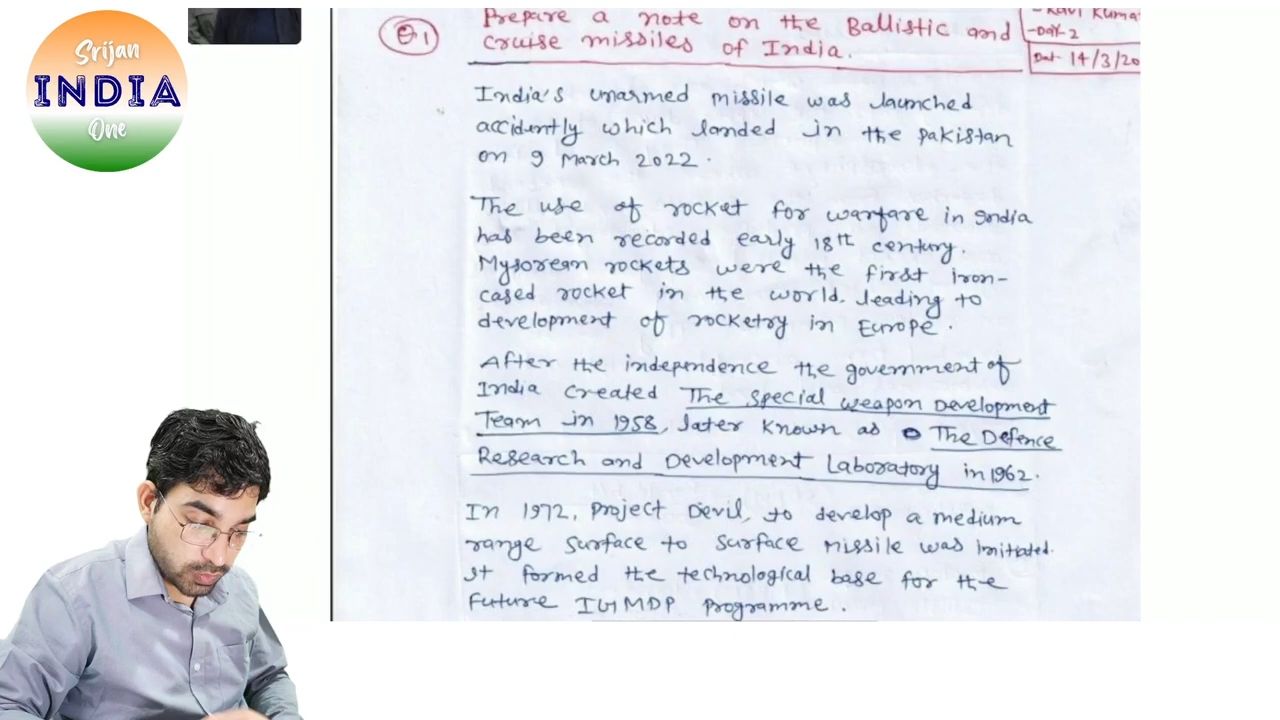 Srijan
INDIA
One
Q1
Prepare a note on the Ballistic and
cruise missiles of India.
-DAY-2
Dat- 14/3/20
India's unarmed missile was launched
accidently which landed in the pakistan
on 9 March 2022.
The use of rocket for warfare in India
has been recorded early 18th century.
Mysorean rockets were the first iron-
cased rocket in the world. leading to
development of rocketry in Europe.
After the independence the government of
India created The Special weapon Development
Team in 1958, later known as The Defence
Research and Development Laboratory in 1962.
In 1972, Project Devil, to develop a medium
range surface to surface missile was imitiated.
It formed the technological base for the
future IGMDP programme.